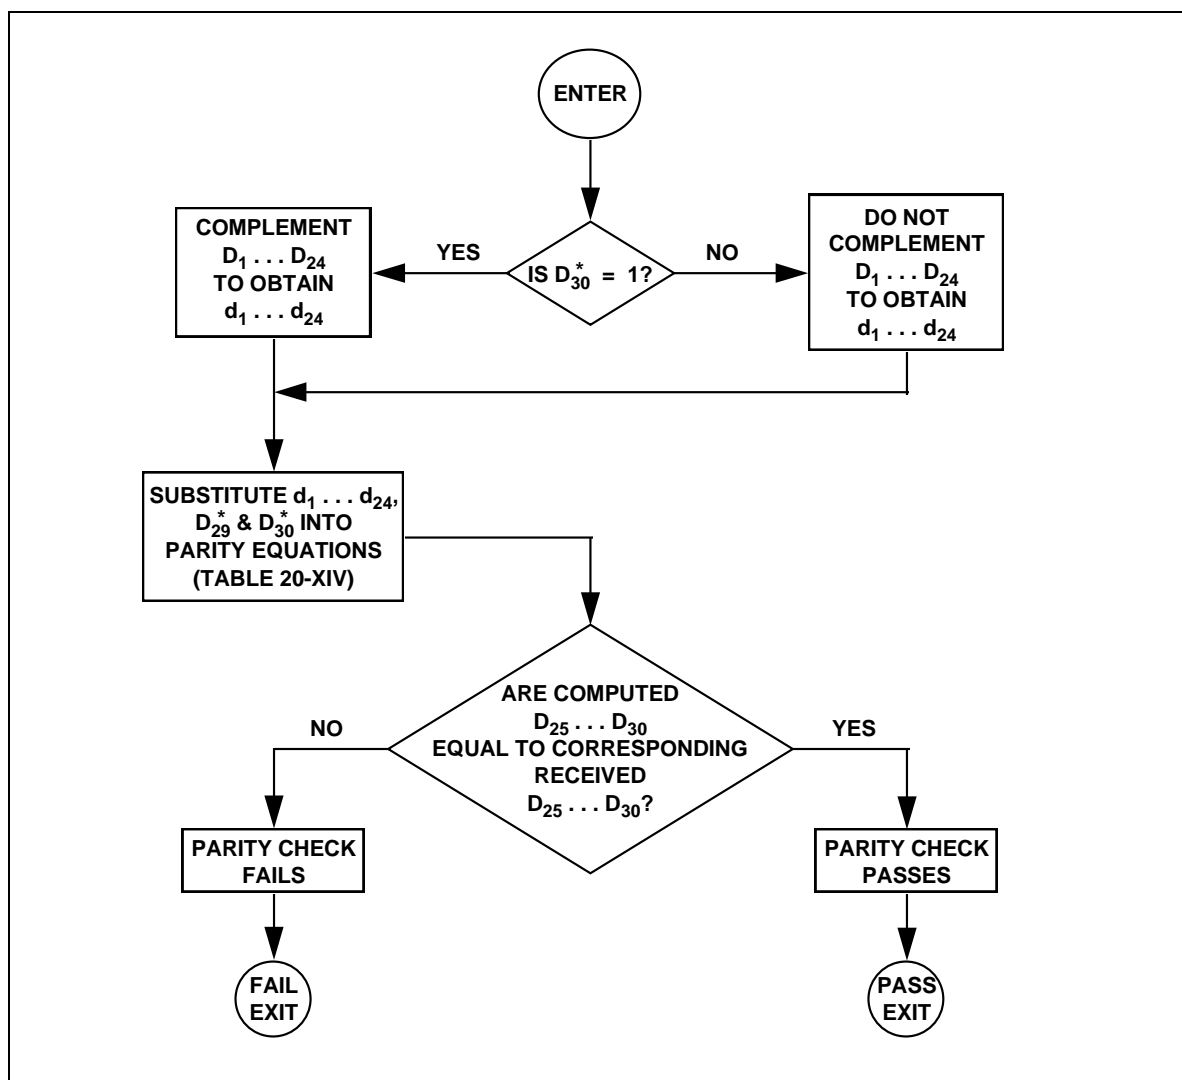 ENTER
COMPLEMENT
D₁ . . . D₂₄
TO OBTAIN
d₁ . . . d₂₄
YES
IS D*₃₀ = 1?
NO
DO NOT
COMPLEMENT
D₁ . . . D₂₄
TO OBTAIN
d₁ . . . d₂₄
SUBSTITUTE d₁ . . . d₂₄,
D*₂₉ & D*₃₀ INTO
PARITY EQUATIONS
(TABLE 20-XIV)
ARE COMPUTED
D₂₅ . . . D₃₀
EQUAL TO CORRESPONDING
RECEIVED
D₂₅ . . . D₃₀?
NO
YES
PARITY CHECK
FAILS
PARITY CHECK
PASSES
FAIL
EXIT
PASS
EXIT